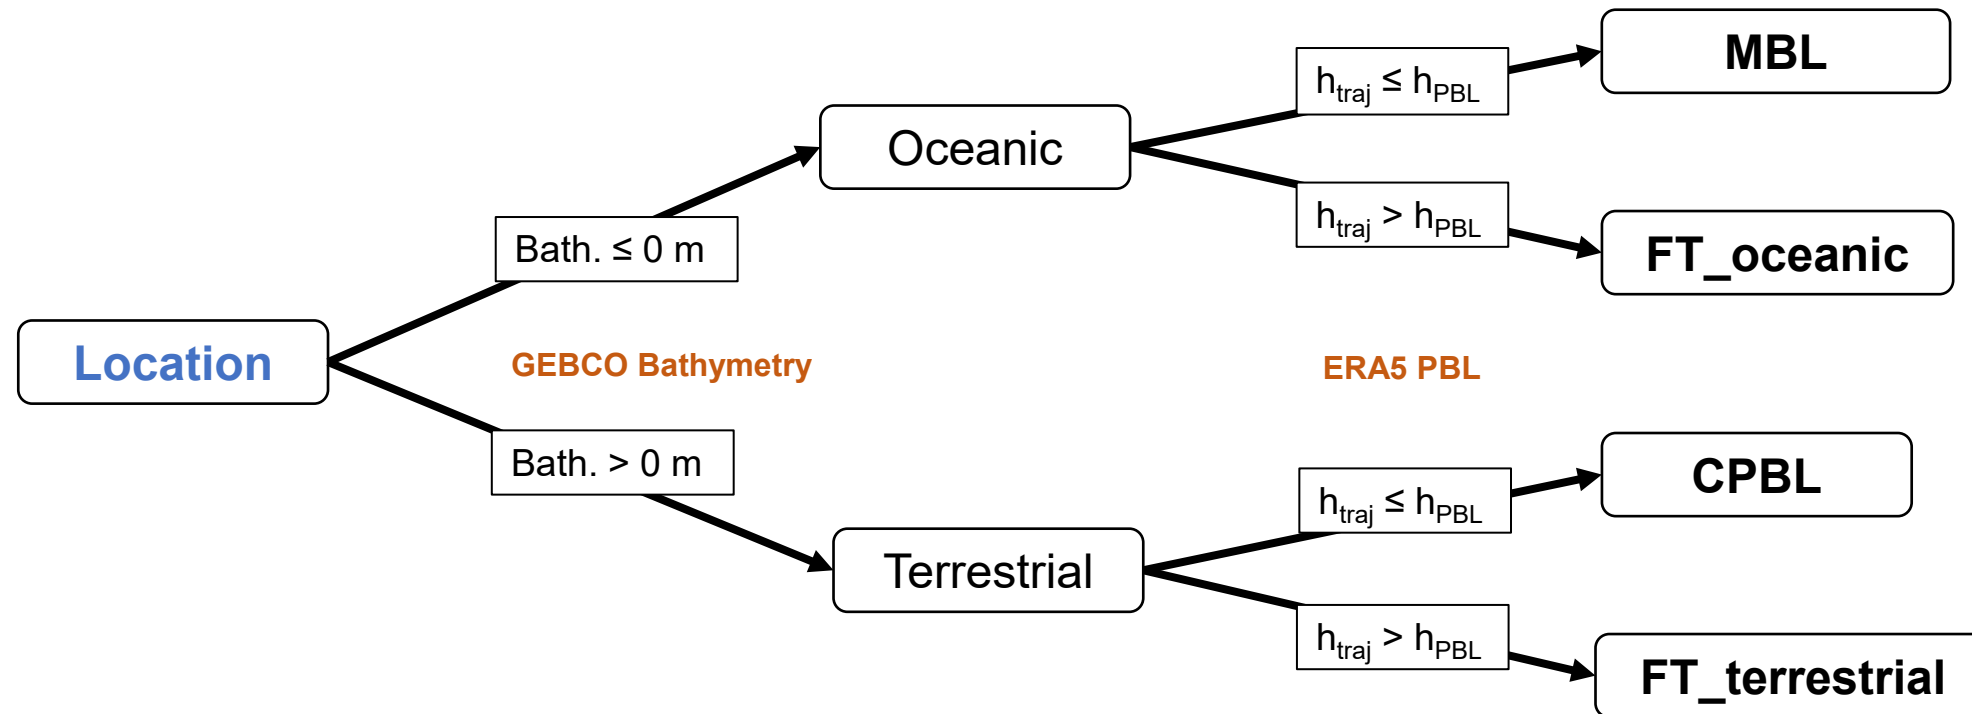 MBL
h_traj ≤ h_PBL
Oceanic
h_traj > h_PBL
Bath. ≤ 0 m
FT_oceanic
Location
GEBCO Bathymetry
ERA5 PBL
Bath. > 0 m
CPBL
h_traj ≤ h_PBL
Terrestrial
h_traj > h_PBL
FT_terrestrial